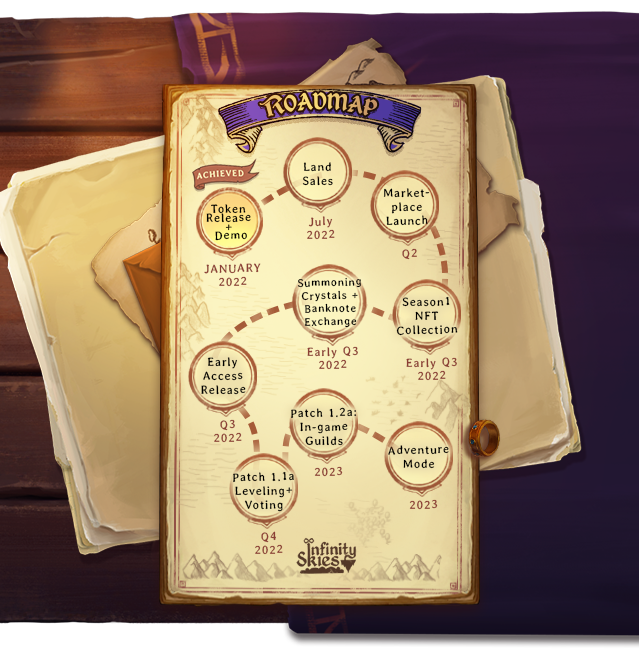 ROADMAP
ACHIEVED
Token
Release
+
Demo
JANUARY
2022
Land
Sales
July
2022
Market-
place
Launch
Q2
Season1
NFT
Collection
Early Q3
2022
Summoning
Crystals +
Banknote
Exchange
Early Q3
2022
Early
Access
Release
Q3
2022
Patch 1.1a
Leveling+
Voting
Q4
2022
Patch 1.2a:
In-game
Guilds
2023
Adventure
Mode
2023
Infinity
Skies